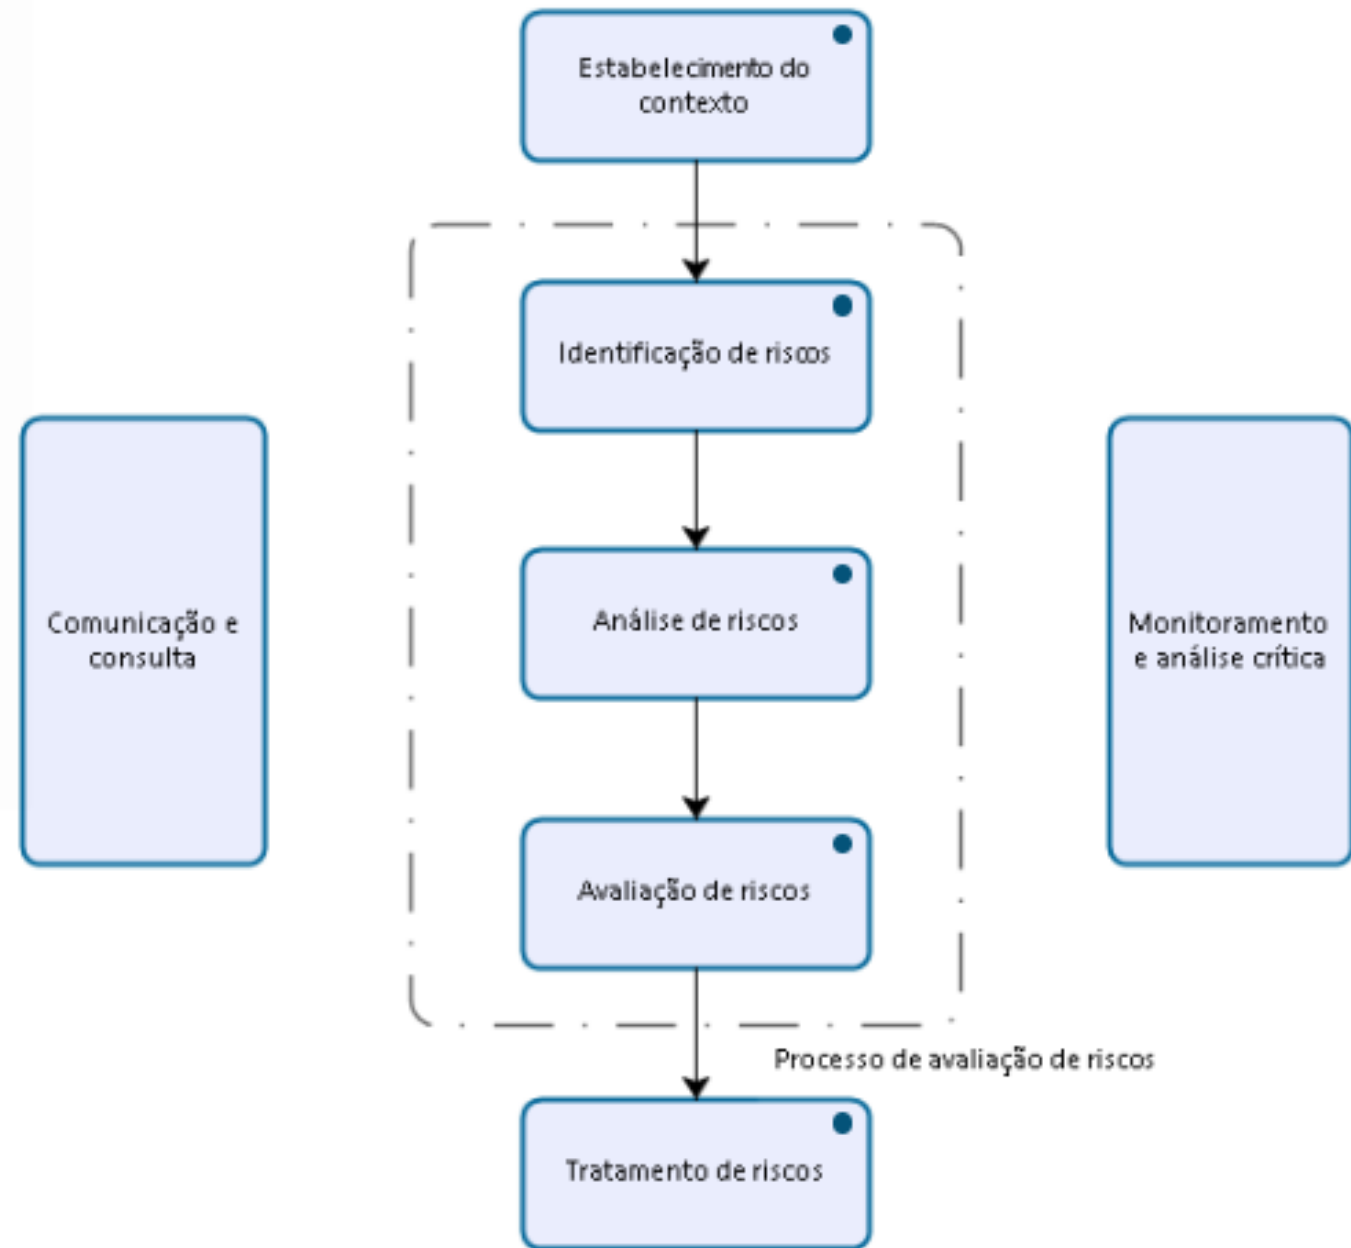 Estabelecimento do
contexto
Identificação de riscos
Comunicação e
consulta
Análise de riscos
Monitoramento
e análise crítica
Avaliação de riscos
Processo de avaliação de riscos
Tratamento de riscos